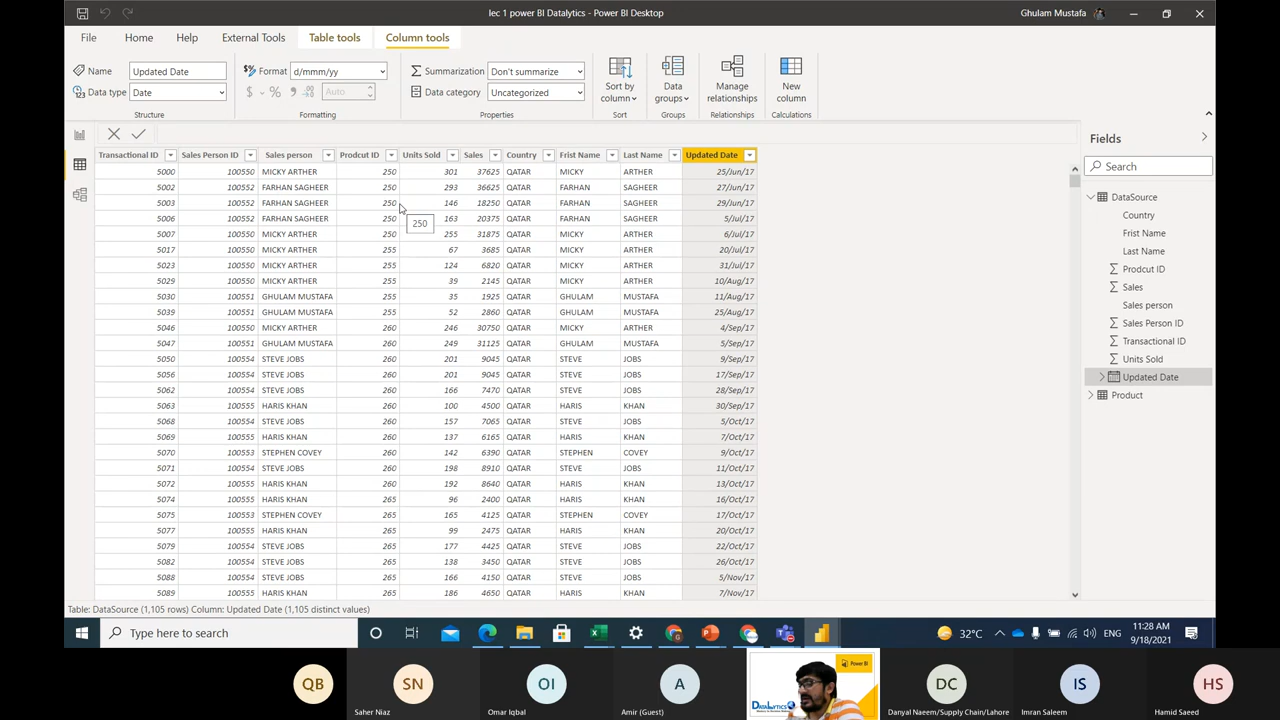 lec 1 power BI Datalytics - Power BI Desktop
Ghulam Mustafa
File Home Help External Tools Table tools Column tools
Name Updated Date
Data type Date
Structure
Format d/mmm/yy
$ % 9 Auto
Formatting
Summarization Don't summarize
Data category Uncategorized
Properties
Sort by column
Sort
Data groups
Groups
Manage relationships
Relationships
New column
Calculations
Transactional ID Sales Person ID Sales person Prodcut ID Units Sold Sales Country Frist Name Last Name Updated Date
5000 100550 MICKY ARTHER 250 301 37625 QATAR MICKY ARTHER 25/Jun/17
5002 100552 FARHAN SAGHEER 250 293 36625 QATAR FARHAN SAGHEER 27/Jun/17
5003 100552 FARHAN SAGHEER 250 146 18250 QATAR FARHAN SAGHEER 29/Jun/17
5006 100552 FARHAN SAGHEER 250 163 20375 QATAR FARHAN SAGHEER 5/Jul/17
250
5007 100550 MICKY ARTHER 250 255 31875 QATAR MICKY ARTHER 6/Jul/17
5017 100550 MICKY ARTHER 255 67 3685 QATAR MICKY ARTHER 20/Jul/17
5023 100550 MICKY ARTHER 255 124 6820 QATAR MICKY ARTHER 31/Jul/17
5029 100550 MICKY ARTHER 255 39 2145 QATAR MICKY ARTHER 10/Aug/17
5030 100551 GHULAM MUSTAFA 255 35 1925 QATAR GHULAM MUSTAFA 11/Aug/17
5039 100551 GHULAM MUSTAFA 255 52 2860 QATAR GHULAM MUSTAFA 25/Aug/17
5046 100550 MICKY ARTHER 260 246 30750 QATAR MICKY ARTHER 4/Sep/17
5047 100551 GHULAM MUSTAFA 260 249 31125 QATAR GHULAM MUSTAFA 5/Sep/17
5050 100554 STEVE JOBS 260 201 9045 QATAR STEVE JOBS 9/Sep/17
5056 100554 STEVE JOBS 260 201 9045 QATAR STEVE JOBS 17/Sep/17
5062 100554 STEVE JOBS 260 166 7470 QATAR STEVE JOBS 28/Sep/17
5063 100555 HARIS KHAN 260 100 4500 QATAR HARIS KHAN 30/Sep/17
5068 100554 STEVE JOBS 260 157 7065 QATAR STEVE JOBS 5/Oct/17
5069 100555 HARIS KHAN 260 137 6165 QATAR HARIS KHAN 7/Oct/17
5070 100553 STEPHEN COVEY 260 142 6390 QATAR STEPHEN COVEY 9/Oct/17
5071 100554 STEVE JOBS 260 198 8910 QATAR STEVE JOBS 11/Oct/17
5072 100555 HARIS KHAN 260 192 8640 QATAR HARIS KHAN 13/Oct/17
5074 100555 HARIS KHAN 265 96 2400 QATAR HARIS KHAN 16/Oct/17
5075 100553 STEPHEN COVEY 265 165 4125 QATAR STEPHEN COVEY 17/Oct/17
5077 100555 HARIS KHAN 265 99 2475 QATAR HARIS KHAN 20/Oct/17
5079 100554 STEVE JOBS 265 177 4425 QATAR STEVE JOBS 22/Oct/17
5082 100554 STEVE JOBS 265 138 3450 QATAR STEVE JOBS 26/Oct/17
5088 100554 STEVE JOBS 265 166 4150 QATAR STEVE JOBS 5/Nov/17
5089 100555 HARIS KHAN 265 186 4650 QATAR HARIS KHAN 7/Nov/17
Table: DataSource (1,105 rows) Column: Updated Date (1,105 distinct values)
Fields
Search
DataSource
Country
Frist Name
Last Name
Prodcut ID
Sales
Sales person
Sales Person ID
Transactional ID
Units Sold
Updated Date
Product
Type here to search
32°C
ENG
11:28 AM
9/18/2021
QB
SN
OI
A
Power BI
DC
IS
HS
Saher Niaz
Omar Iqbal
Amir (Guest)
DataLytics
Danyal Naeem/Supply Chain/Lahore
Imran Saleem
Hamid Saeed